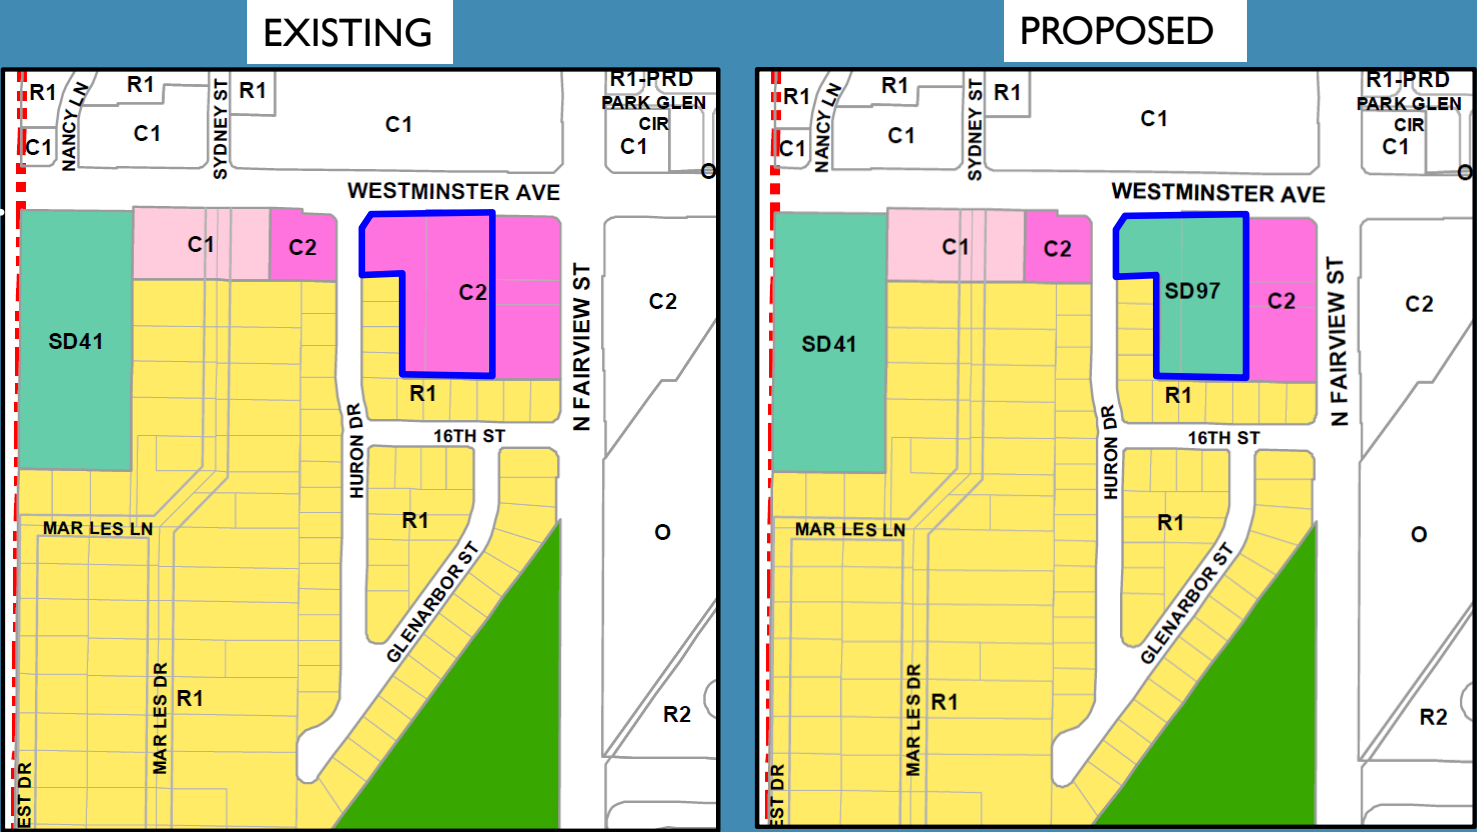 EXISTING
R1
R1
R1
R1-PRD
PARK GLEN
CIR
C1
C1
C1
C1
NANCY LN
SYDNEY ST
O
WESTMINSTER AVE
C1
C2
C2
C2
SD41
N FAIRVIEW ST
R1
16TH ST
HURON DR
MAR LES LN
R1
O
GLENARBOR ST
MAR LES DR
R1
R2
EST DR
PROPOSED
R1
R1
R1
R1-PRD
PARK GLEN
CIR
C1
C1
C1
C1
NANCY LN
SYDNEY ST
O
WESTMINSTER AVE
C1
C2
SD97
C2
C2
SD41
N FAIRVIEW ST
R1
16TH ST
HURON DR
MAR LES LN
R1
O
GLENARBOR ST
MAR LES DR
R1
R2
EST DR